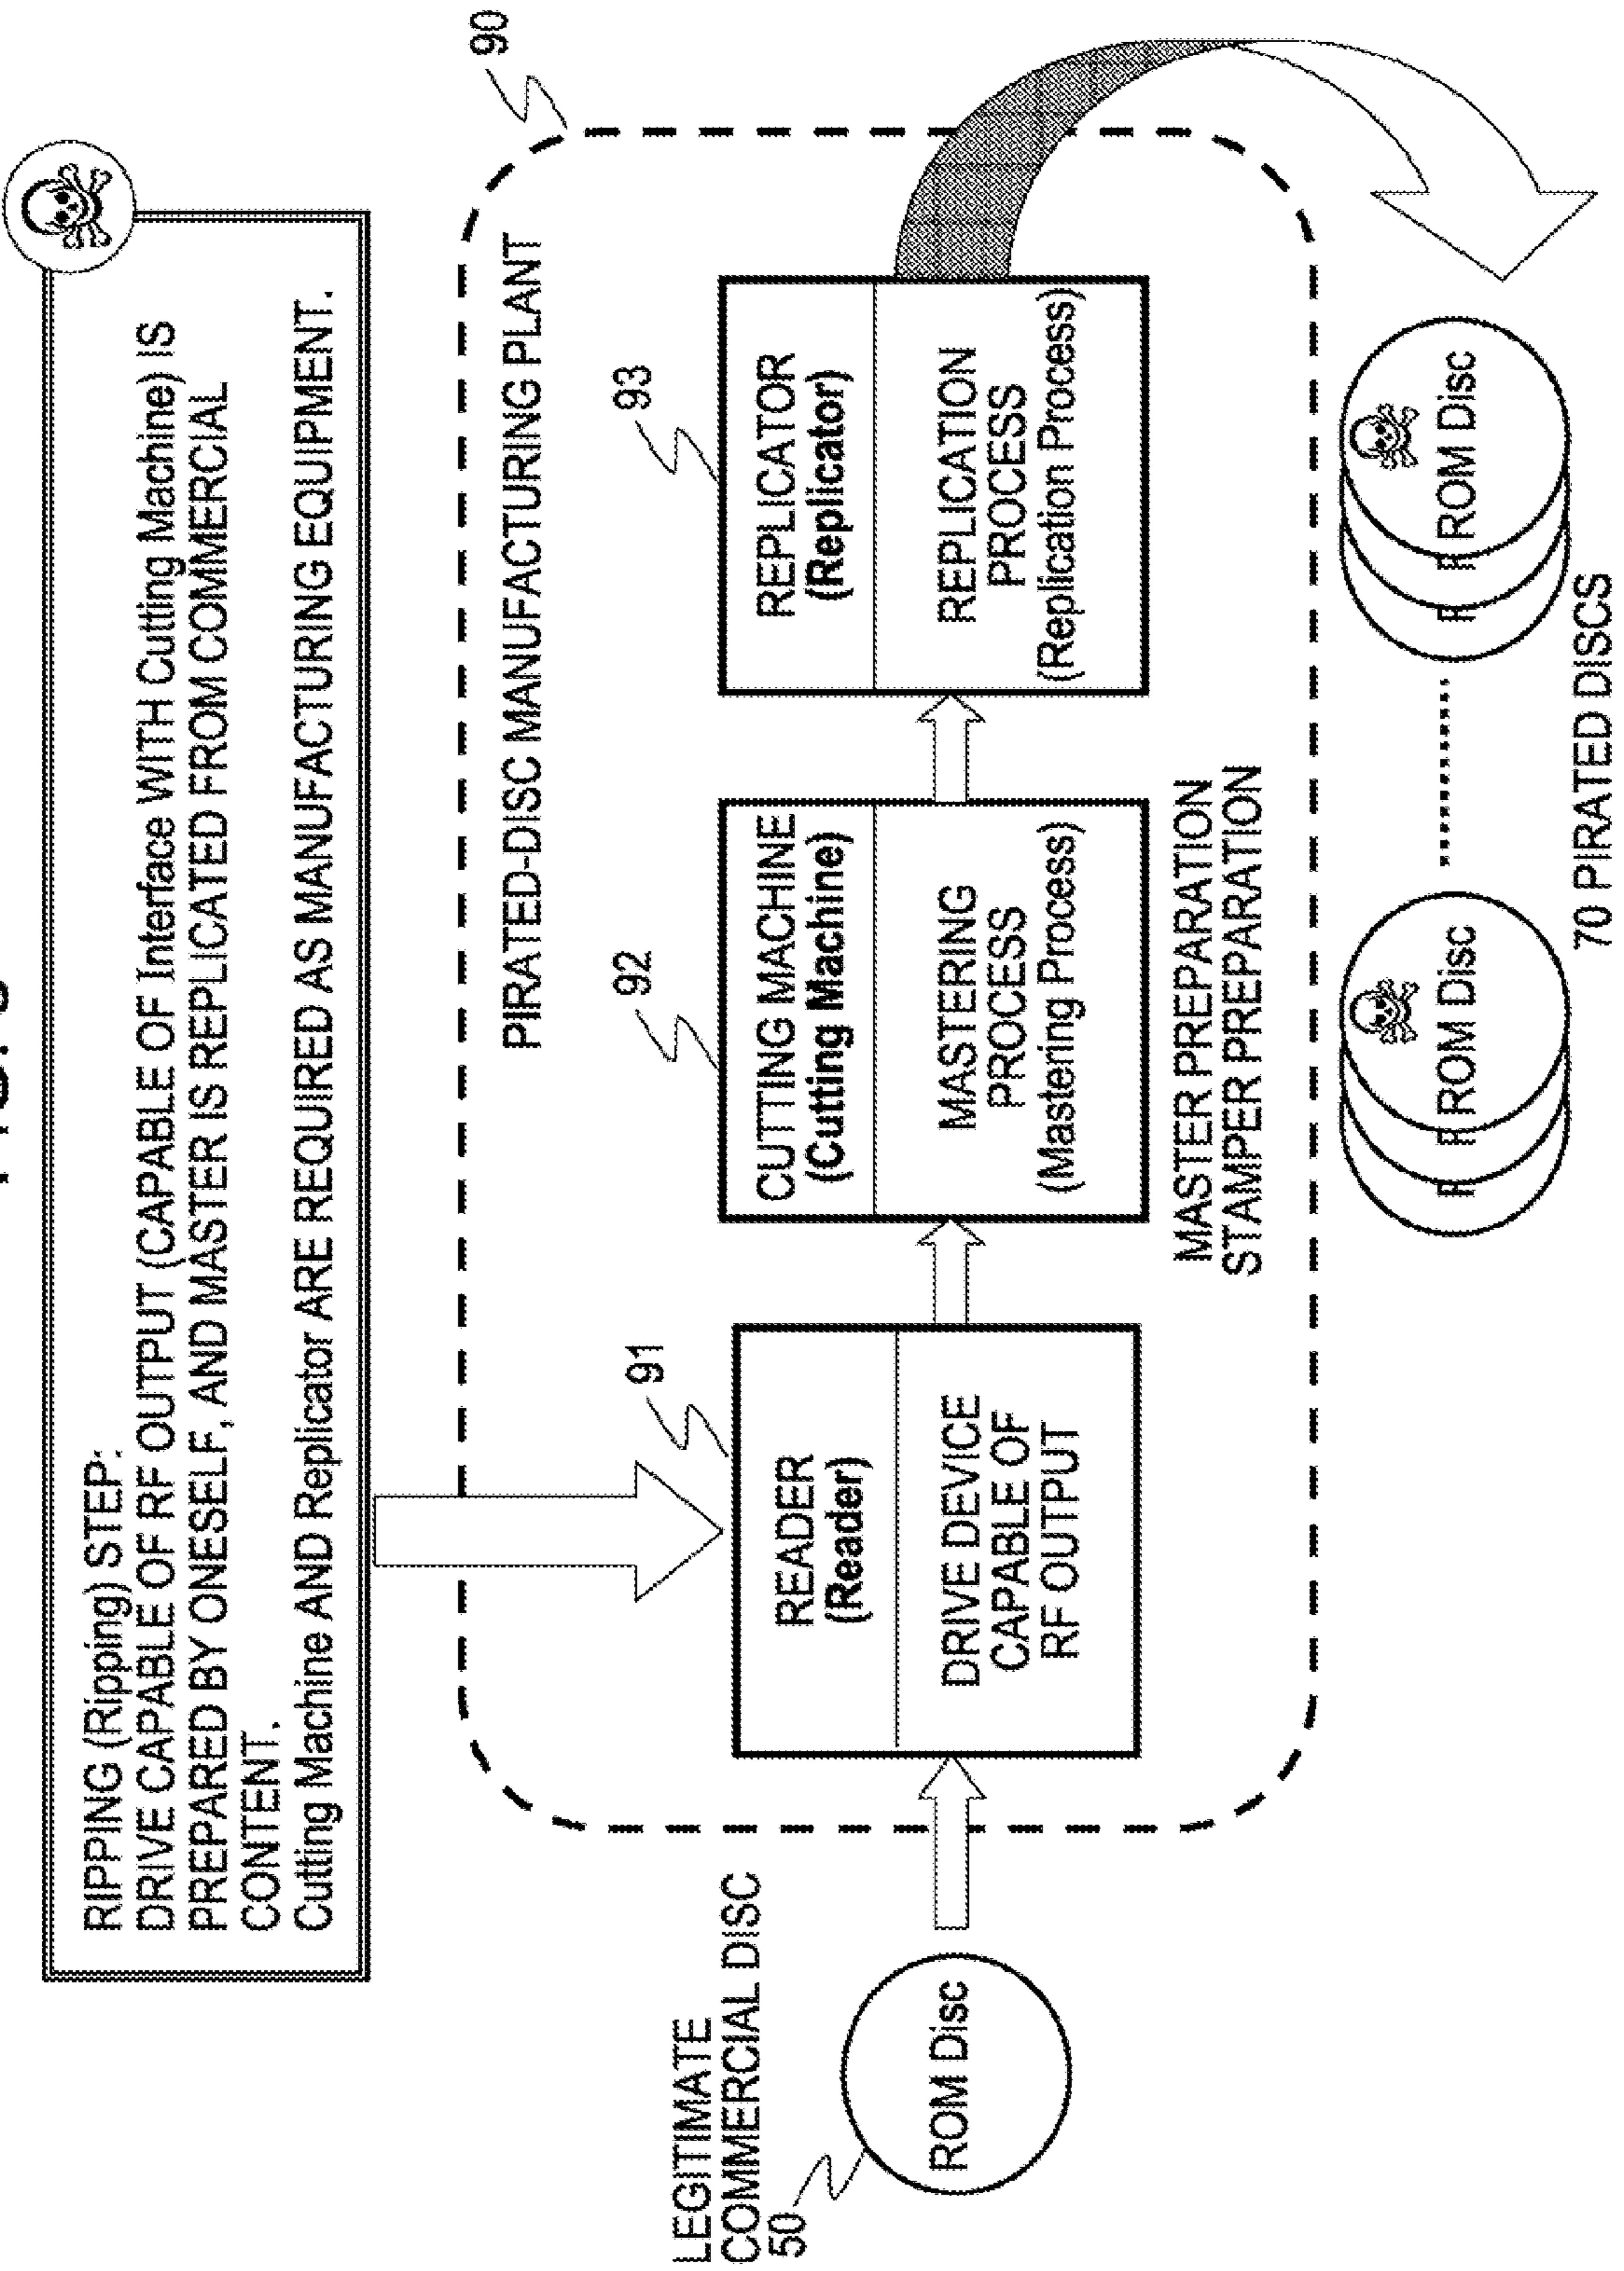 RIPPING (Ripping) STEP:
DRIVE CAPABLE OF RF OUTPUT (CAPABLE OF Interface WITH Cutting Machine) IS
PREPARED BY ONESELF, AND MASTER IS REPLICATED FROM COMMERCIAL
CONTENT.
Cutting Machine AND Replicator ARE REQUIRED AS MANUFACTURING EQUIPMENT.
90
PIRATED-DISC MANUFACTURING PLANT
LEGITIMATE
COMMERCIAL DISC
50
ROM Disc
91
READER
(Reader)
DRIVE DEVICE
CAPABLE OF
RF OUTPUT
92
CUTTING MACHINE
(Cutting Machine)
MASTERING
PROCESS
(Mastering Process)
MASTER PREPARATION
STAMPER PREPARATION
93
REPLICATOR
(Replicator)
REPLICATION
PROCESS
(Replication Process)
R R ROM Disc
R R ROM Disc
70 PIRATED DISCS